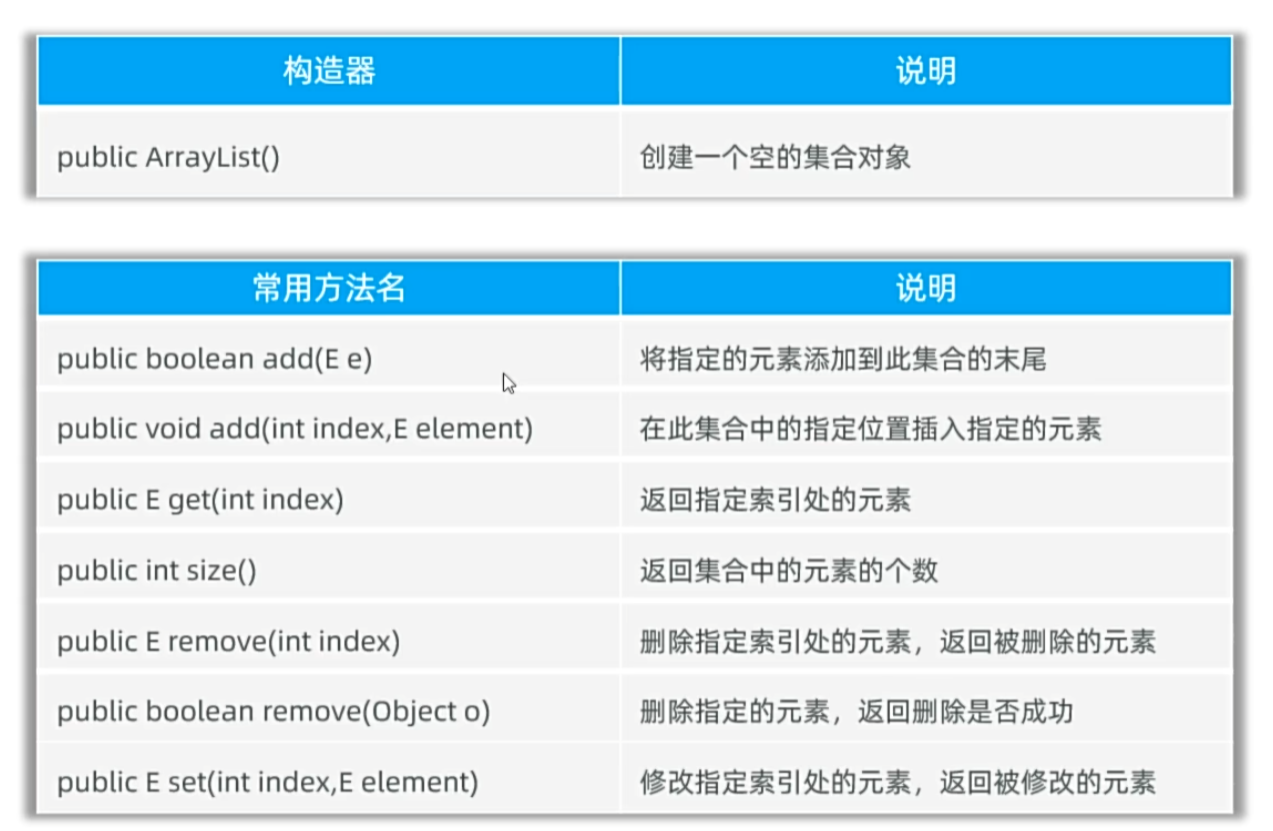 构造器 说明
public ArrayList() 创建一个空的集合对象
常用方法名 说明
public boolean add(E e) 将指定的元素添加到此集合的末尾
public void add(int index,E element) 在此集合中的指定位置插入指定的元素
public E get(int index) 返回指定索引处的元素
public int size() 返回集合中的元素的个数
public E remove(int index) 删除指定索引处的元素，返回被删除的元素
public boolean remove(Object o) 删除指定的元素，返回删除是否成功
public E set(int index,E element) 修改指定索引处的元素，返回被修改的元素